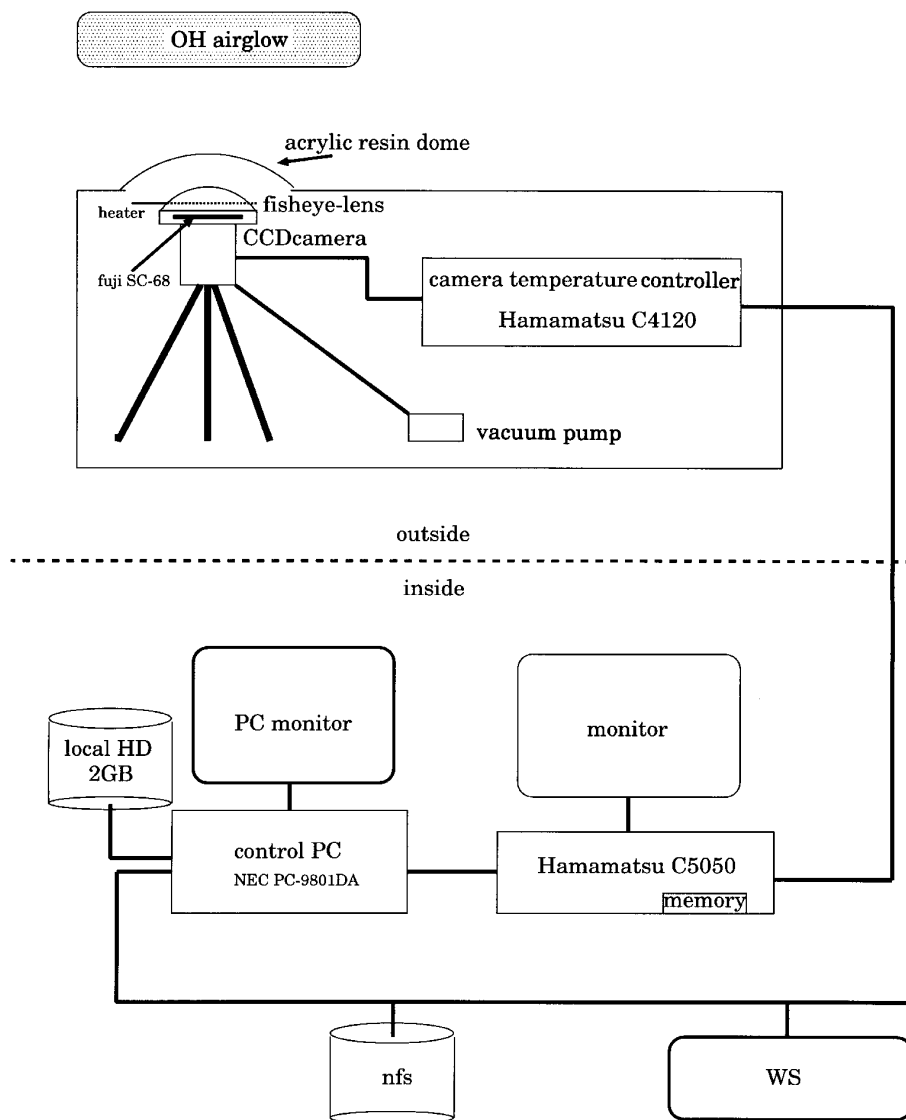 OH airglow
acrylic resin dome
heater
fisheye-lens
CCDcamera
fuji SC-68
camera temperature controller
Hamamatsu C4120
vacuum pump
outside
inside
PC monitor
monitor
local HD
2GB
control PC
NEC PC-9801DA
Hamamatsu C5050
memory
nfs
WS